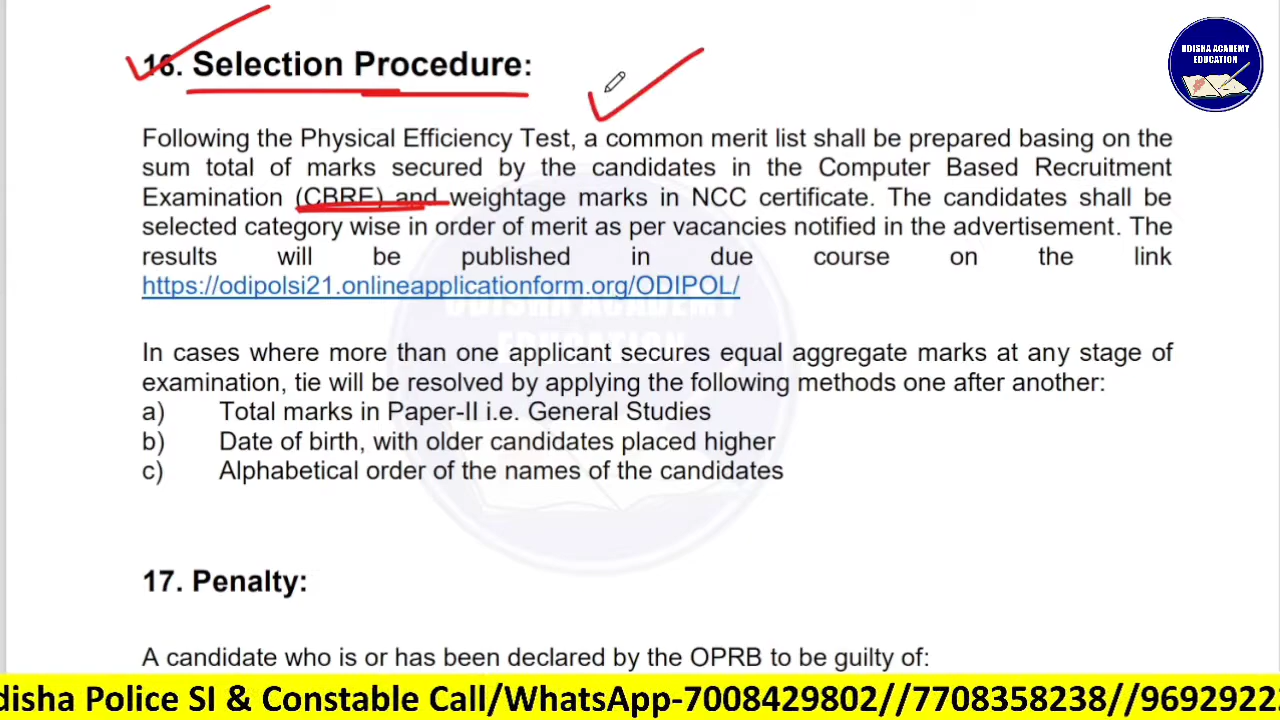 ODISHA ACADEMY
EDUCATION
16. Selection Procedure:
Following the Physical Efficiency Test, a common merit list shall be prepared basing on the
sum total of marks secured by the candidates in the Computer Based Recruitment
Examination (CBRE) and weightage marks in NCC certificate. The candidates shall be
selected category wise in order of merit as per vacancies notified in the advertisement. The
results will be published in due course on the link
https://odipolsi21.onlineapplicationform.org/ODIPOL/
ODISHA ACADEMY
EDUCATION
In cases where more than one applicant secures equal aggregate marks at any stage of
examination, tie will be resolved by applying the following methods one after another:
a) Total marks in Paper-II i.e. General Studies
b) Date of birth, with older candidates placed higher
c) Alphabetical order of the names of the candidates
17. Penalty:
A candidate who is or has been declared by the OPRB to be guilty of:
disha Police SI & Constable Call/WhatsApp-7008429802//7708358238//9692922